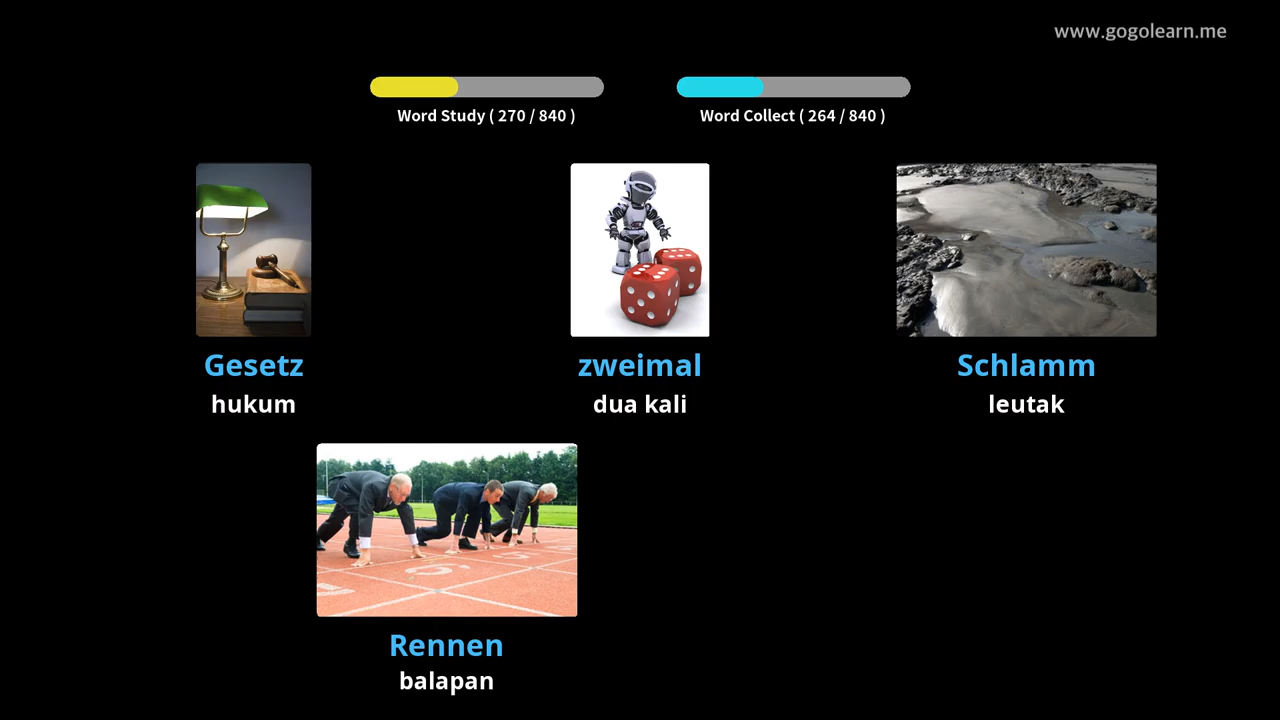 www.gogolearn.me
Word Study ( 270 / 840 )
Word Collect ( 264 / 840 )
Gesetz
hukum
zweimal
dua kali
Schlamm
leutak
Rennen
balapan